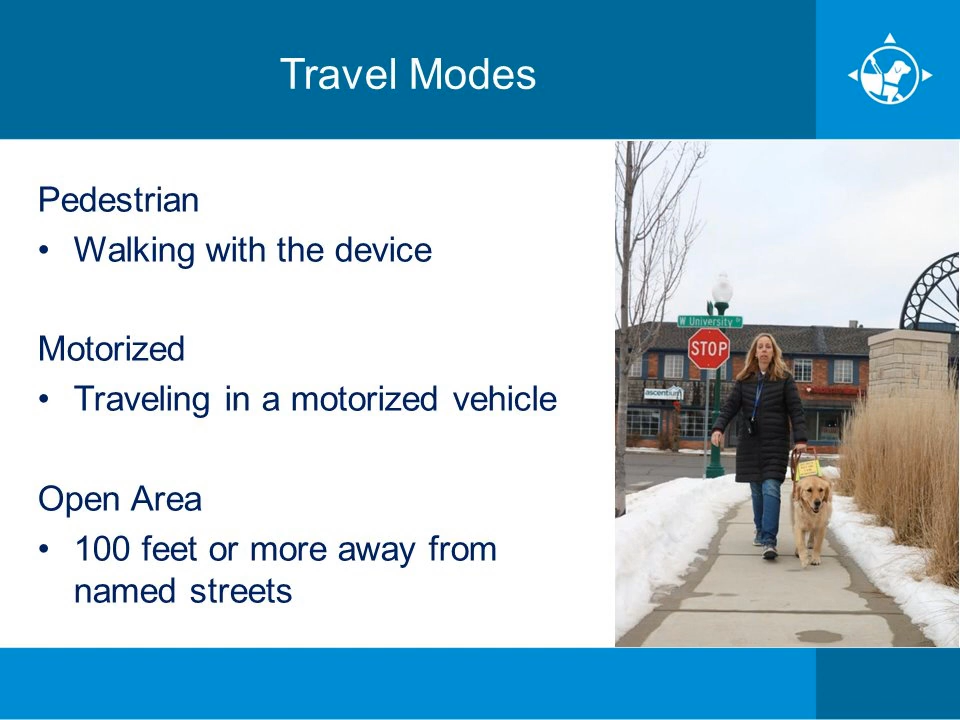 Travel Modes
Pedestrian
• Walking with the device
Motorized
• Traveling in a motorized vehicle
Open Area
• 100 feet or more away from
named streets
W University
STOP
ascentium